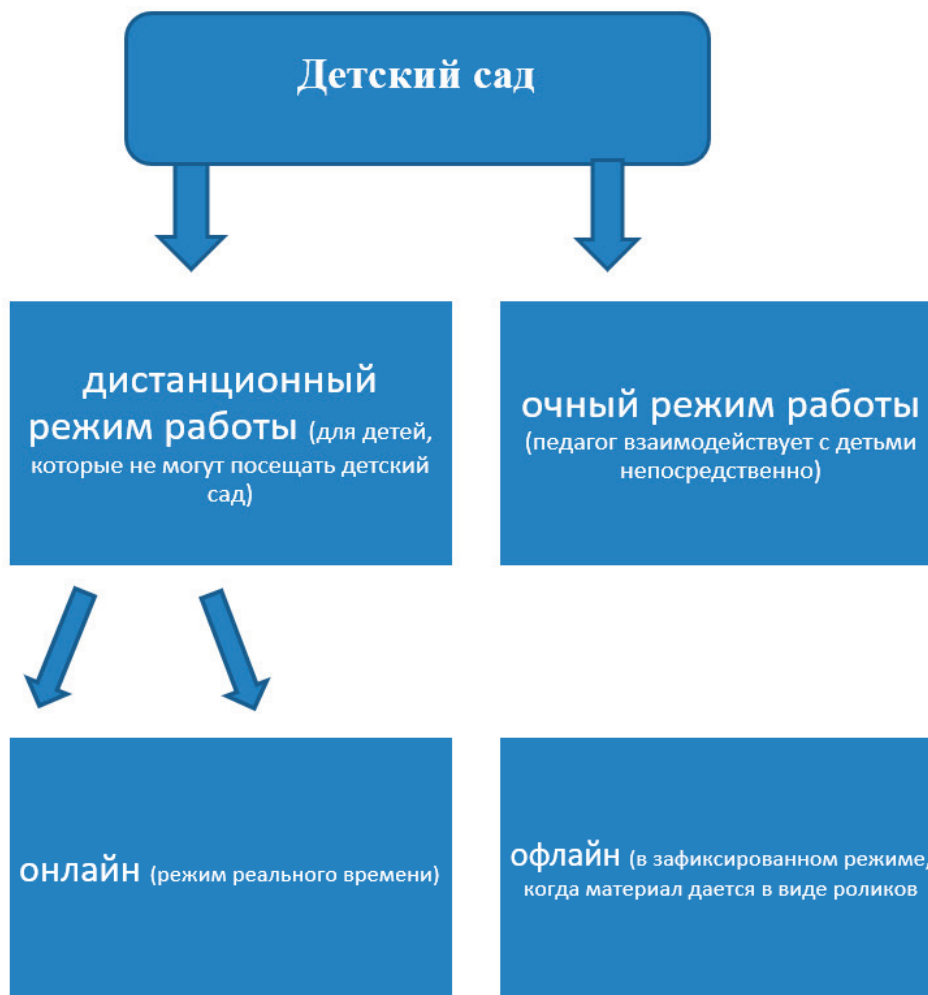 Детский сад
дистанционный
режим работы (для детей,
которые не могут посещать детский
сад)
очный режим работы
(педагог взаимодействует с детьми
непосредственно)
онлайн (режим реального времени)
офлайн (в зафиксированном режиме,
когда материал дается в виде роликов